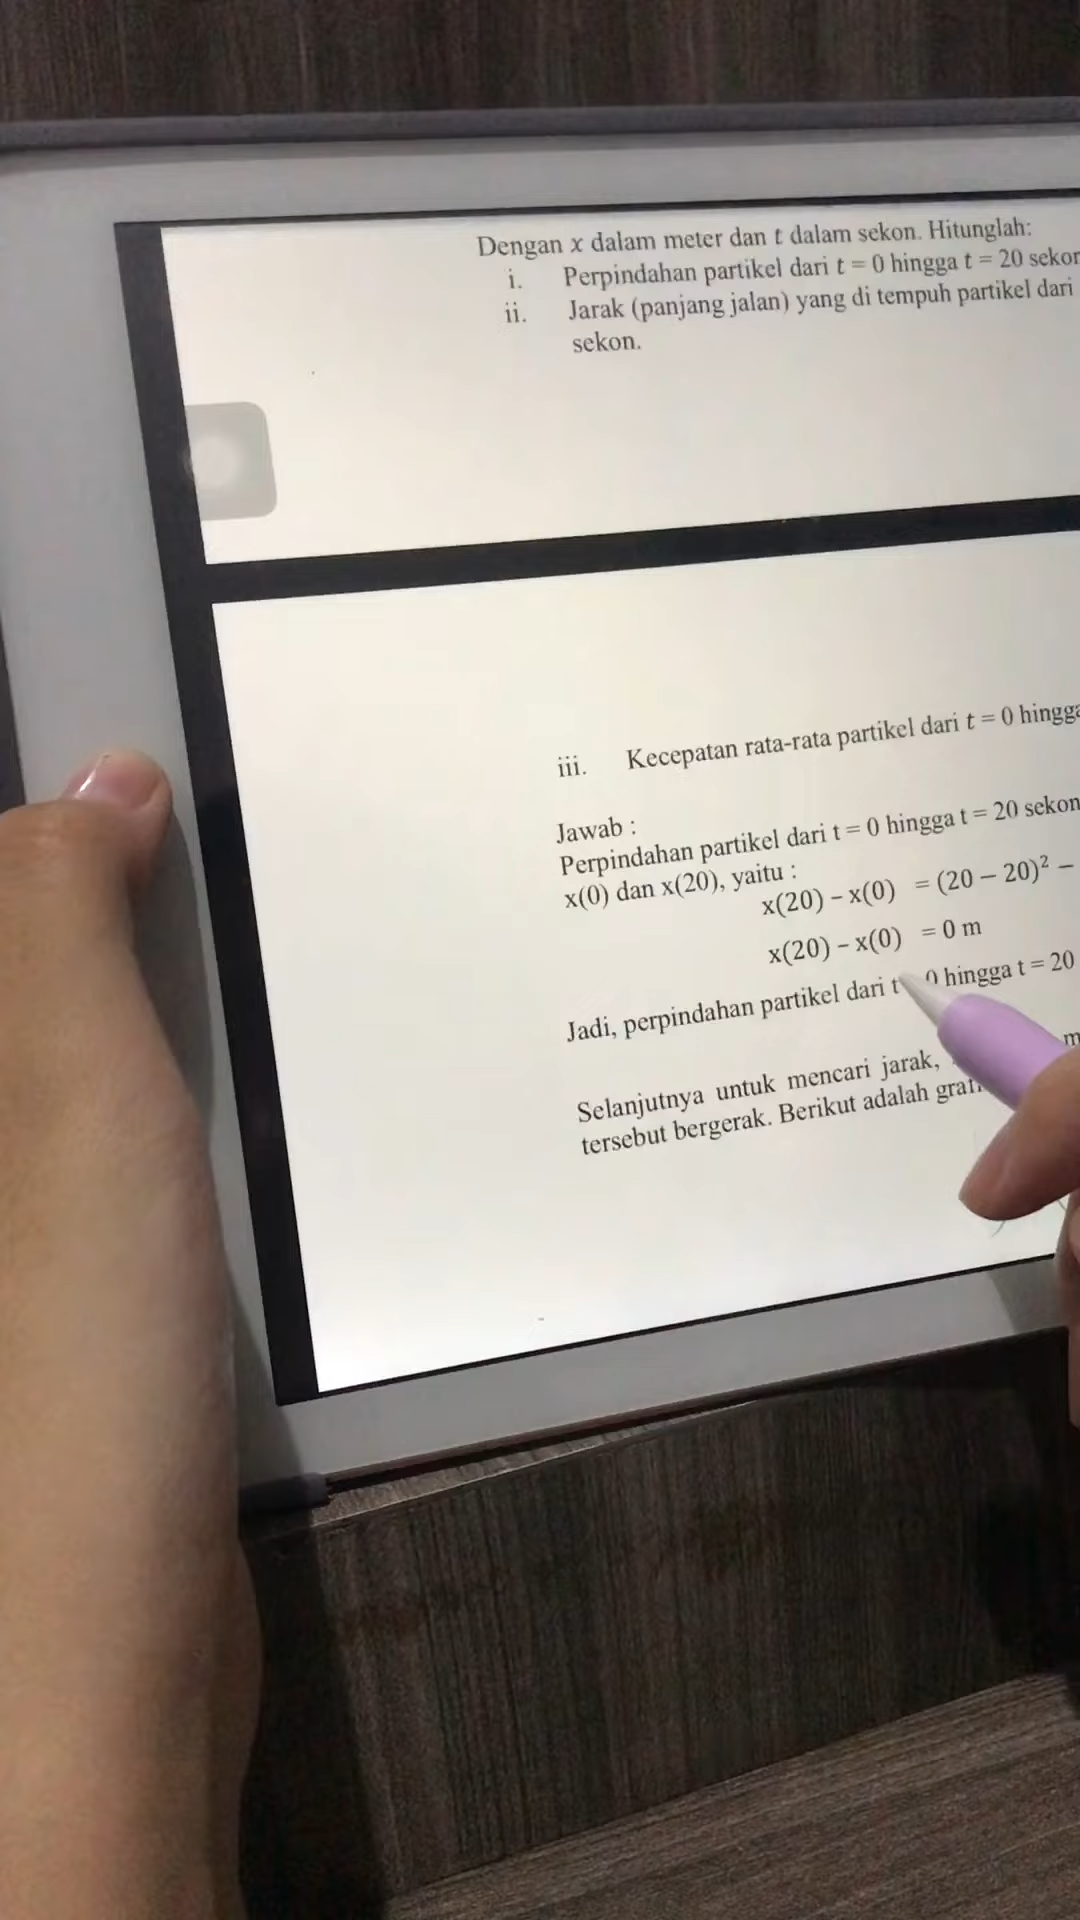 Dengan x dalam meter dan t dalam sekon. Hitunglah:
i. Perpindahan partikel dari t = 0 hingga t = 20 sekon
ii. Jarak (panjang jalan) yang di tempuh partikel dari
sekon.
iii. Kecepatan rata-rata partikel dari t = 0 hingga
Jawab :
Perpindahan partikel dari t = 0 hingga t = 20 sekon
x(0) dan x(20), yaitu :
x(20) – x(0) = (20 – 20)² –
x(20) – x(0) = 0 m
Jadi, perpindahan partikel dari t 0 hingga t = 20
Selanjutnya untuk mencari jarak,
tersebut bergerak. Berikut adalah